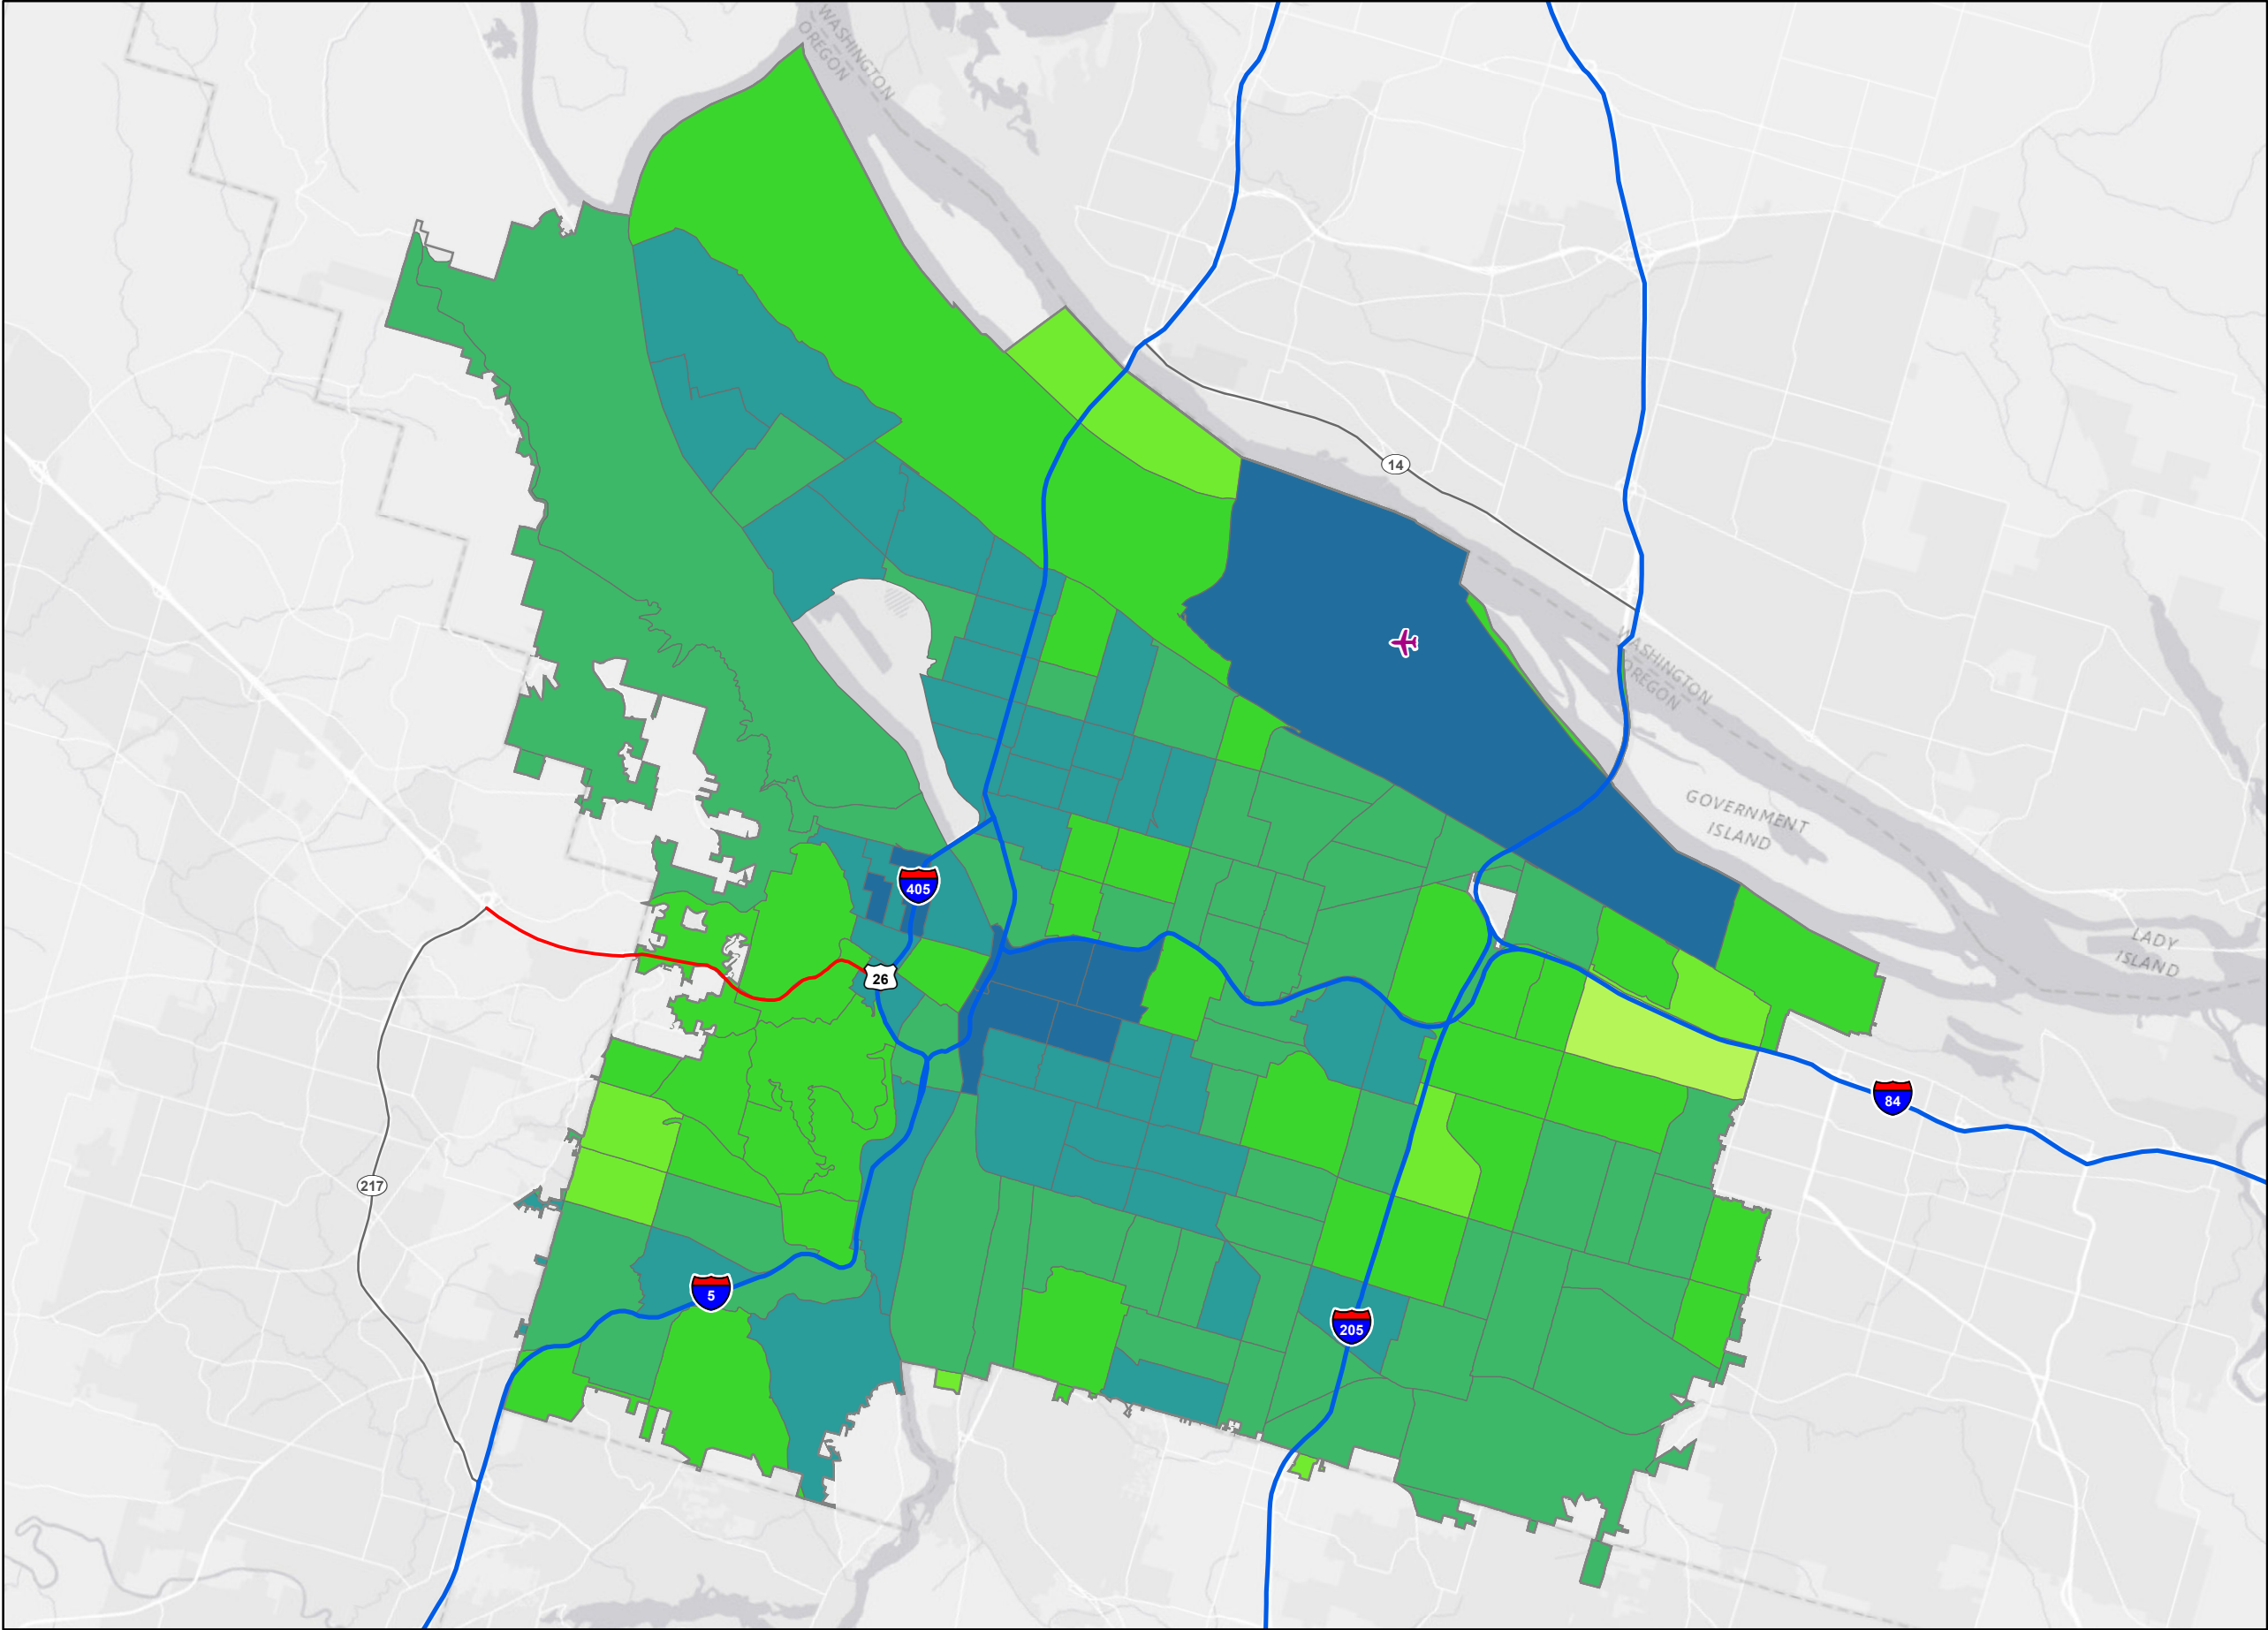 WASHINGTON
OREGON
14
WASHINGTON
OREGON
GOVERNMENT
ISLAND
405
LADY
ISLAND
26
84
217
5
205